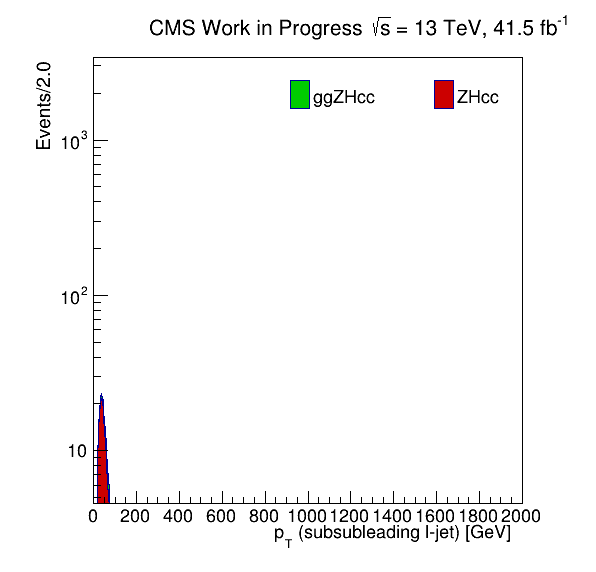 CMS Work in Progress √s = 13 TeV, 41.5 fb⁻¹
Events/2.0
ggZHcc ZHcc
10³
10²
10
0 200 400 600 800 1000 1200 1400 1600 1800 2000
p_T (subsubleading l-jet) [GeV]